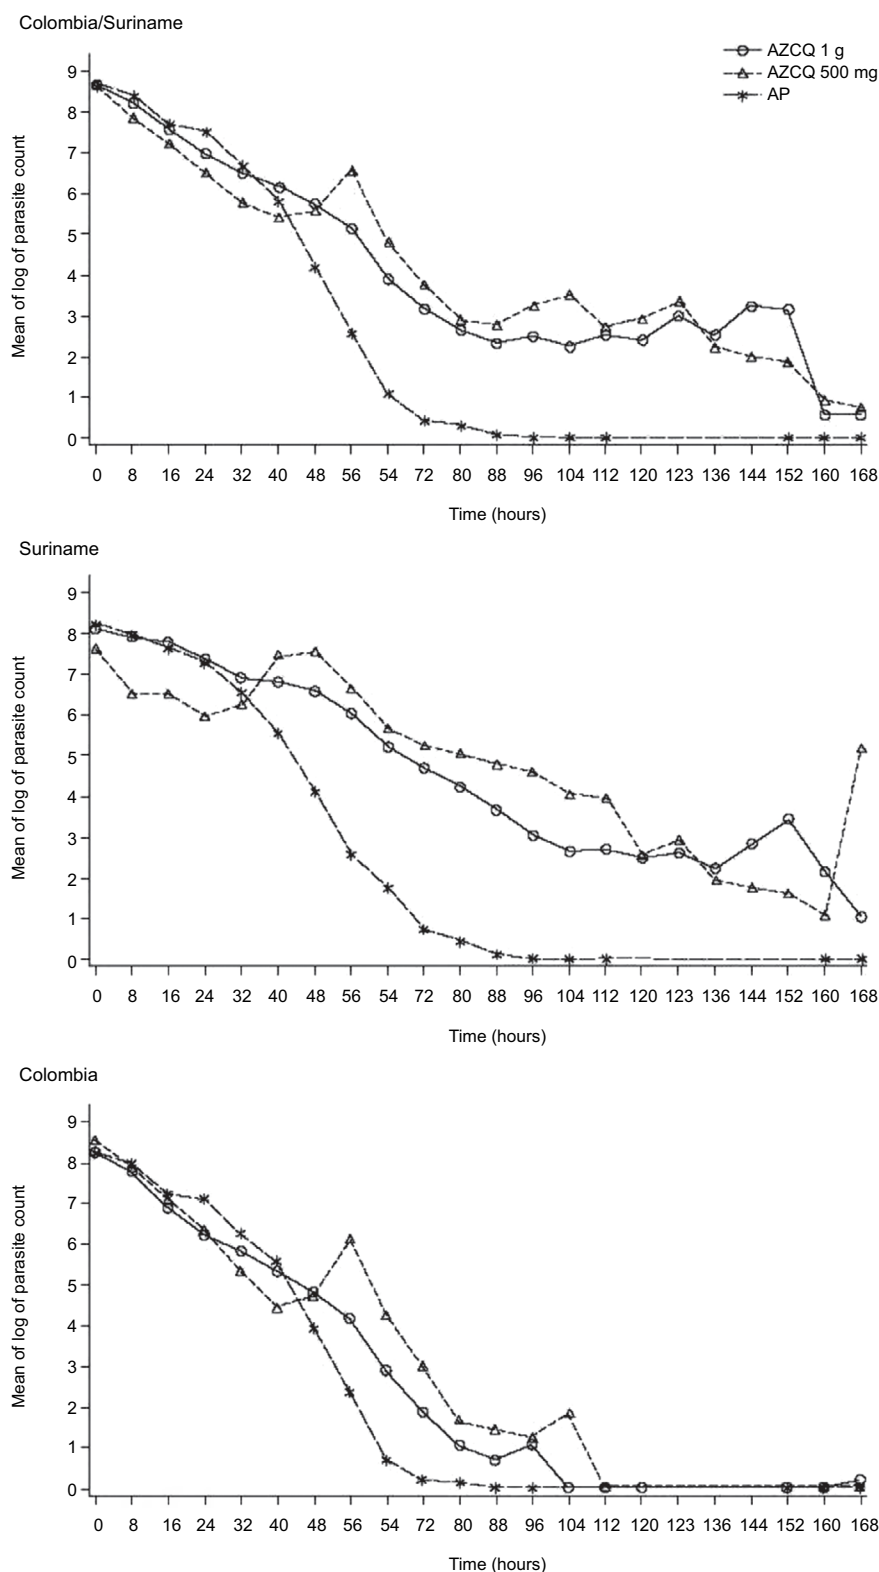 Colombia/Suriname
AZCQ 1 g
AZCQ 500 mg
AP
Mean of log of parasite count
9
8
7
6
5
4
3
2
1
0
0 8 16 24 32 40 48 56 54 72 80 88 96 104 112 120 123 136 144 152 160 168
Time (hours)
Suriname
Mean of log of parasite count
9
8
7
6
5
4
3
2
1
0
0 8 16 24 32 40 48 56 54 72 80 88 96 104 112 120 123 136 144 152 160 168
Time (hours)
Colombia
Mean of log of parasite count
9
8
7
6
5
4
3
2
1
0
0 8 16 24 32 40 48 56 64 72 80 88 96 104 112 120 123 136 144 152 160 168
Time (hours)